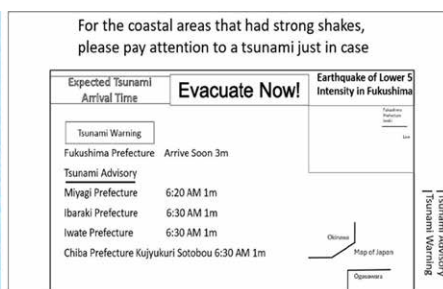 For the coastal areas that had strong shakes,
please pay attention to a tsunami just in case
Expected Tsunami
Arrival Time
Evacuate Now!
Earthquake of Lower 5
Intensity in Fukushima
Fukushima
Prefecture
Tsunami Warning
Fukushima Prefecture Arrive Soon 3m
Tsunami Advisory
Miyagi Prefecture 6:20 AM 1m
Ibaraki Prefecture 6:30 AM 1m
Iwate Prefecture 6:30 AM 1m
Chiba Prefecture Kujyukuri Sotobou 6:30 AM 1m
Okinawa
Map of Japan
Ogasawara
Tsunami Advisory
Tsunami Warning